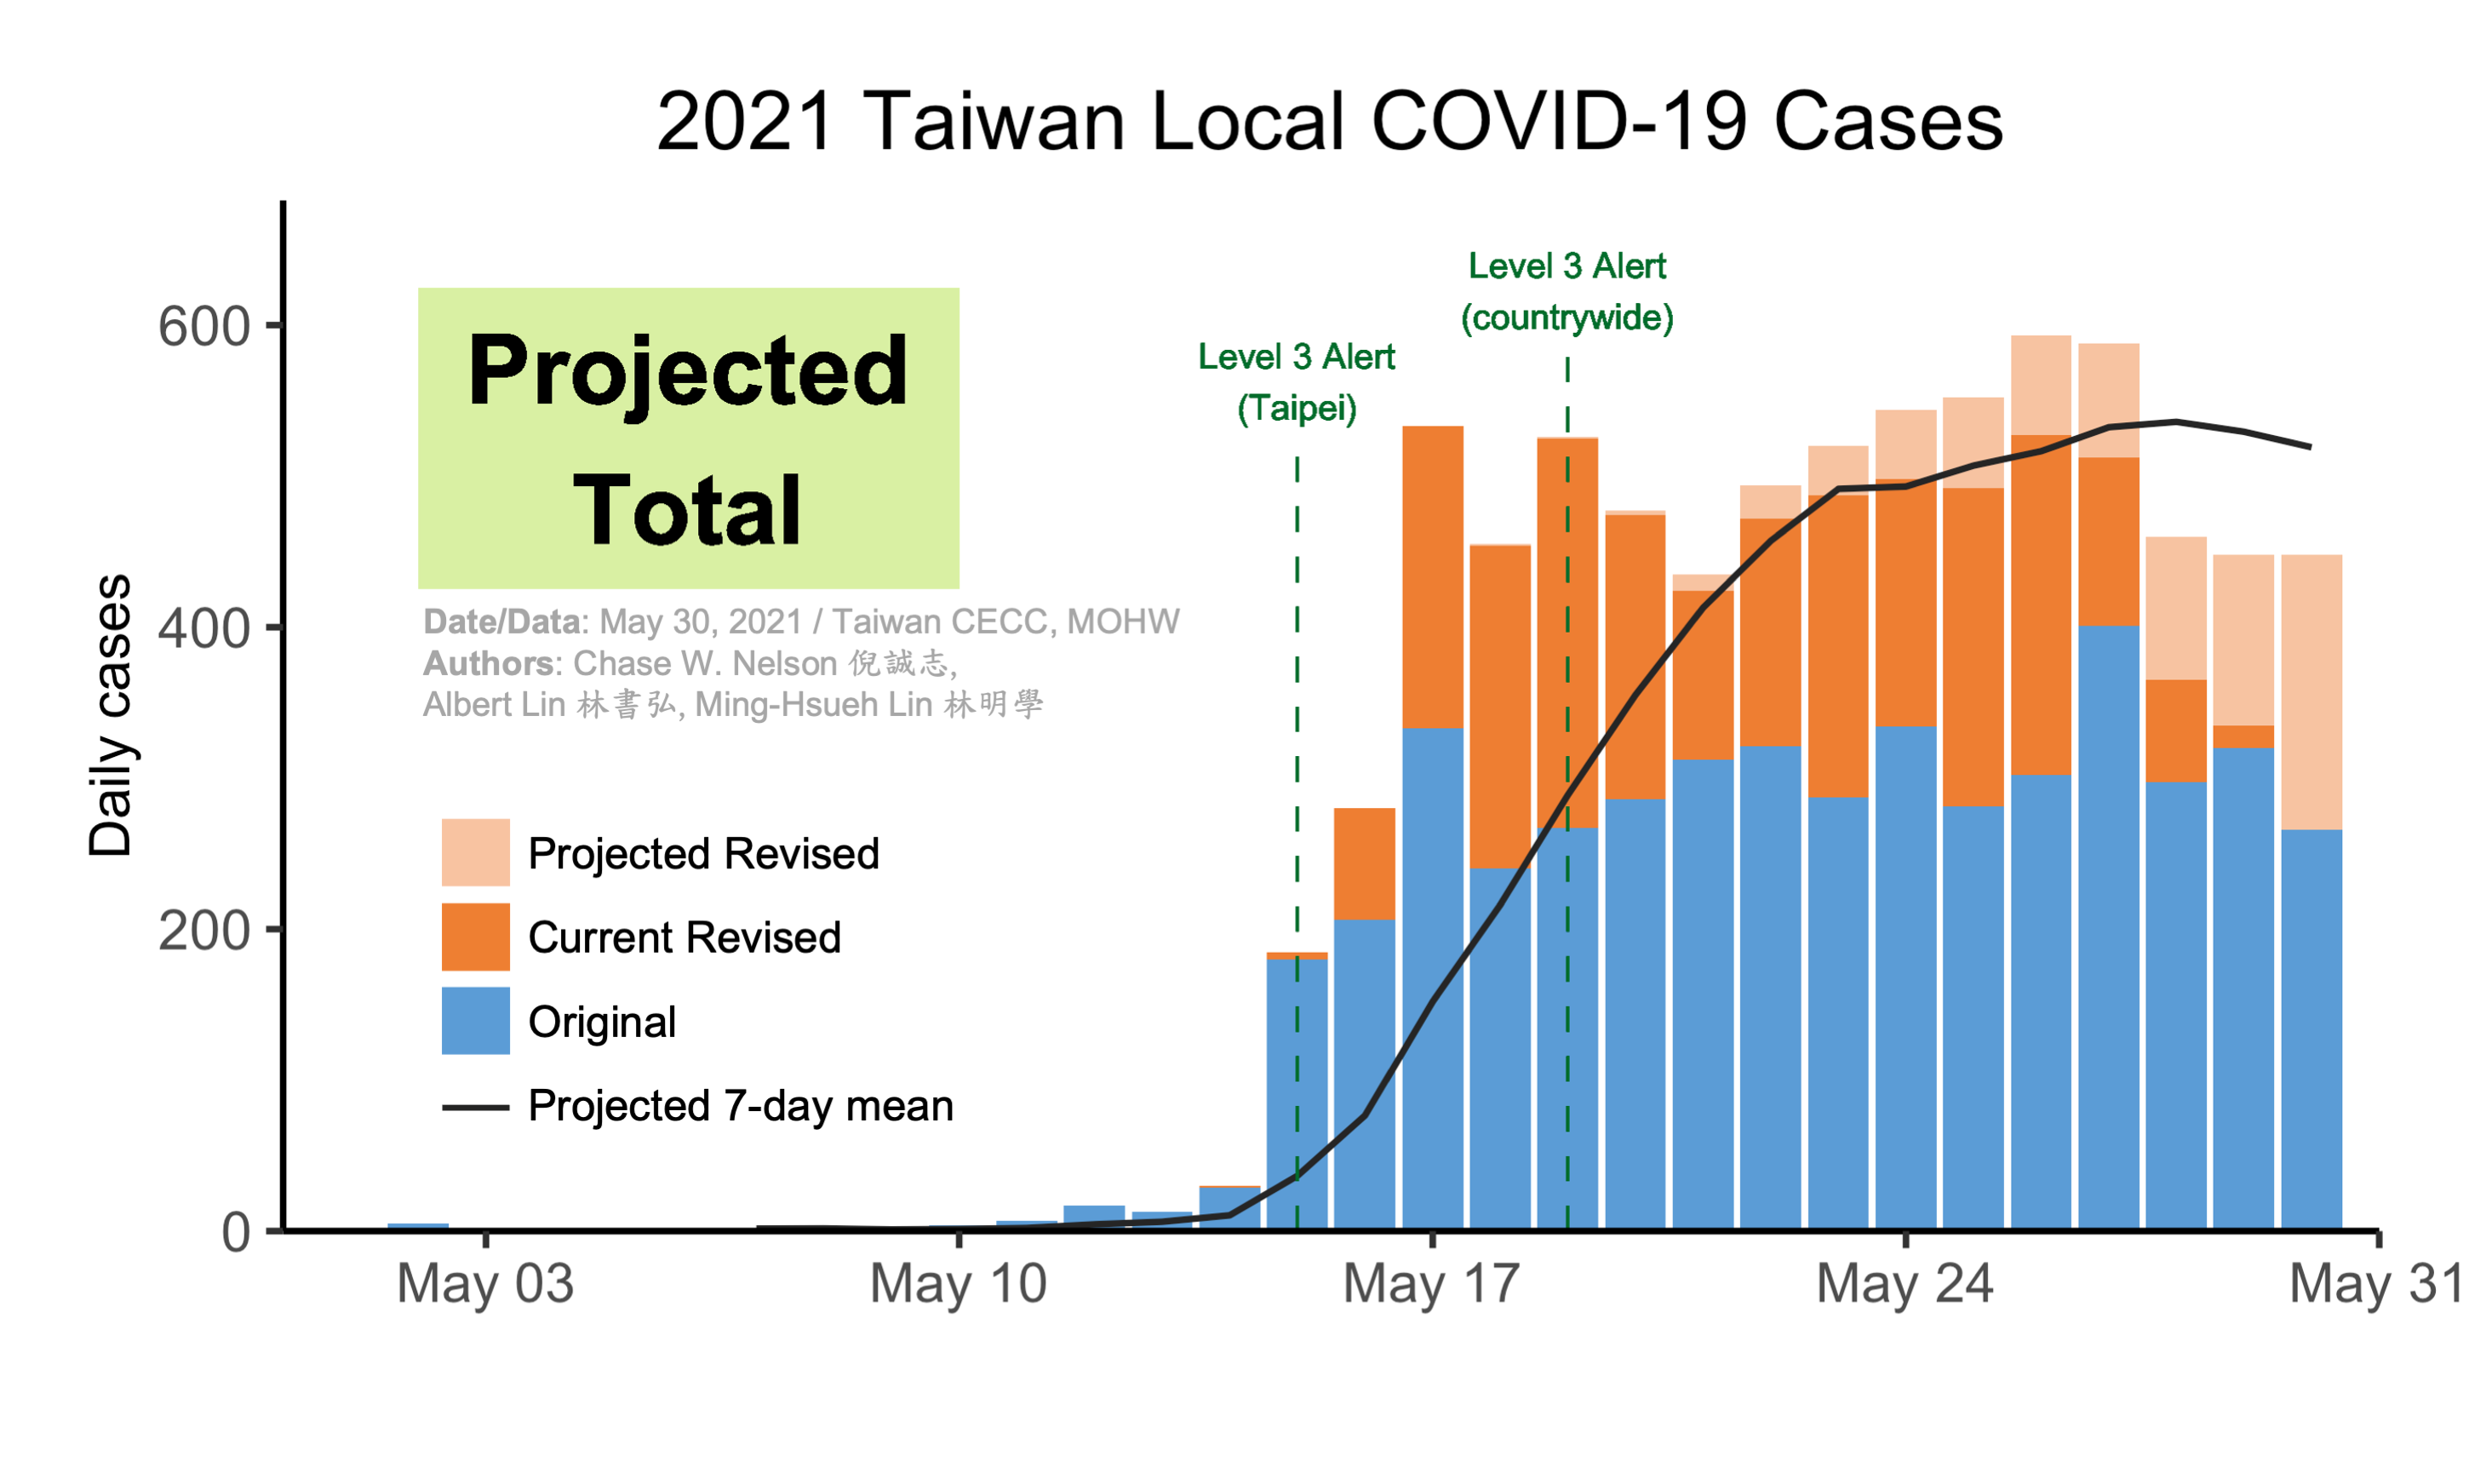 2021 Taiwan Local COVID-19 Cases
Level 3 Alert
(countrywide)
Level 3 Alert
(Taipei)
Projected
Total
Date/Data: May 30, 2021 / Taiwan CECC, MOHW
Authors: Chase W. Nelson 倪誠志,
Albert Lin 林書弘, Ming-Hsueh Lin 林明學
Projected Revised
Current Revised
Original
Projected 7-day mean
Daily cases
600
400
200
0
May 03
May 10
May 17
May 24
May 31